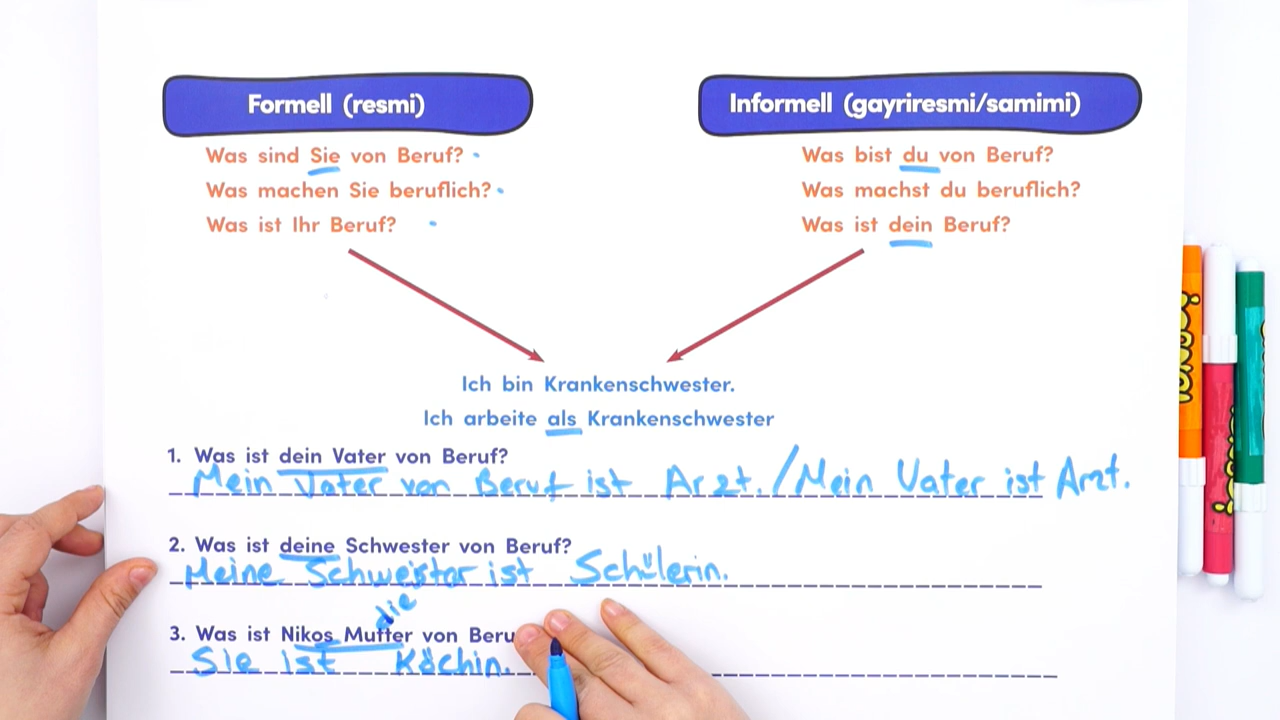 Formell (resmi)
Was sind Sie von Beruf?
Was machen Sie beruflich?
Was ist Ihr Beruf?
Informell (gayriresmi/samimi)
Was bist du von Beruf?
Was machst du beruflich?
Was ist dein Beruf?
Ich bin Krankenschwester.
Ich arbeite als Krankenschwester
1. Was ist dein Vater von Beruf?
Mein Vater von Beruf ist Arzt. / Mein Vater ist Arzt.
2. Was ist deine Schwester von Beruf?
Meine Schwester ist Schülerin.
die
3. Was ist Nikos Mutter von Beru
Sie ist Köchin.